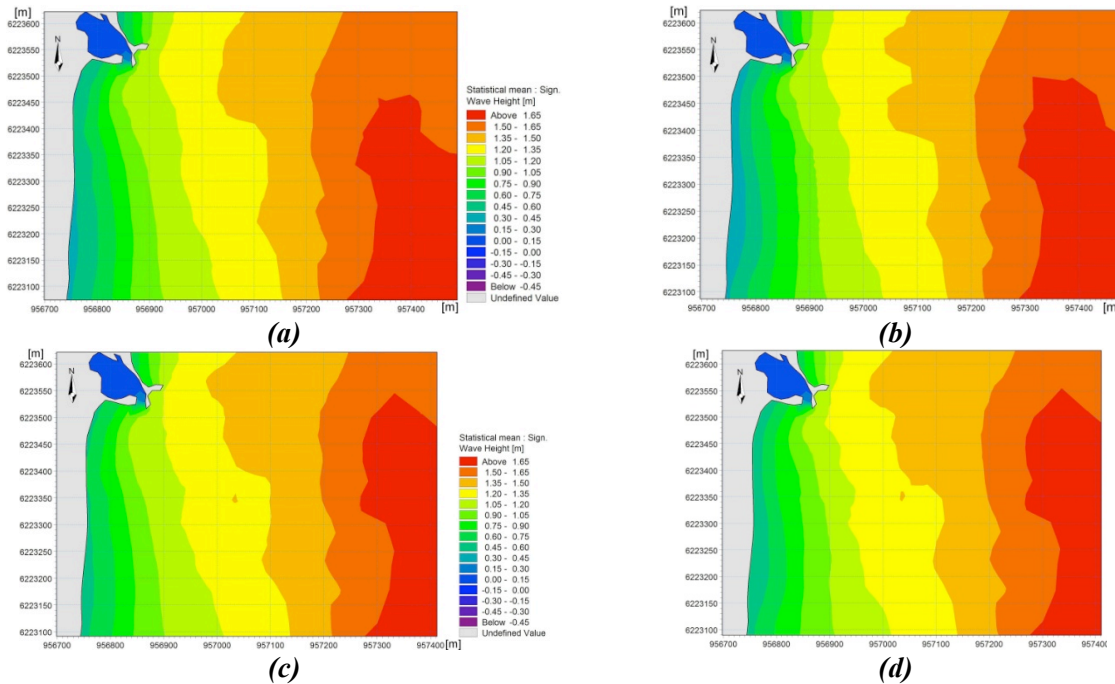 [m]
6223600
6223550
6223500
6223450
6223400
6223350
6223300
6223250
6223200
6223150
6223100
N
956700 956800 956900 957000 957100 957200 957300 957400 [m]
(a)
Statistical mean : Sign.
Wave Height [m]
Above 1.65
1.50 - 1.65
1.35 - 1.50
1.20 - 1.35
1.05 - 1.20
0.90 - 1.05
0.75 - 0.90
0.60 - 0.75
0.45 - 0.60
0.30 - 0.45
0.15 - 0.30
0.00 - 0.15
-0.15 - 0.00
-0.30 - -0.15
-0.45 - -0.30
Below -0.45
Undefined Value
[m]
6223600
6223550
6223500
6223450
6223400
6223350
6223300
6223250
6223200
6223150
6223100
N
956700 956800 956900 957000 957100 957200 957300 957400 [m]
(b)
[m]
6223600
6223550
6223500
6223450
6223400
6223350
6223300
6223250
6223200
6223150
6223100
N
956700 956800 956900 957000 957100 957200 957300 957400 [m]
(c)
Statistical mean : Sign.
Wave Height [m]
Above 1.65
1.50 - 1.65
1.35 - 1.50
1.20 - 1.35
1.05 - 1.20
0.90 - 1.05
0.75 - 0.90
0.60 - 0.75
0.45 - 0.60
0.30 - 0.45
0.15 - 0.30
0.00 - 0.15
-0.15 - 0.00
-0.30 - -0.15
-0.45 - -0.30
Below -0.45
Undefined Value
[m]
6223600
6223550
6223500
6223450
6223400
6223350
6223300
6223250
6223200
6223150
6223100
N
956700 956800 956900 957000 957100 957200 957300 957400
(d)